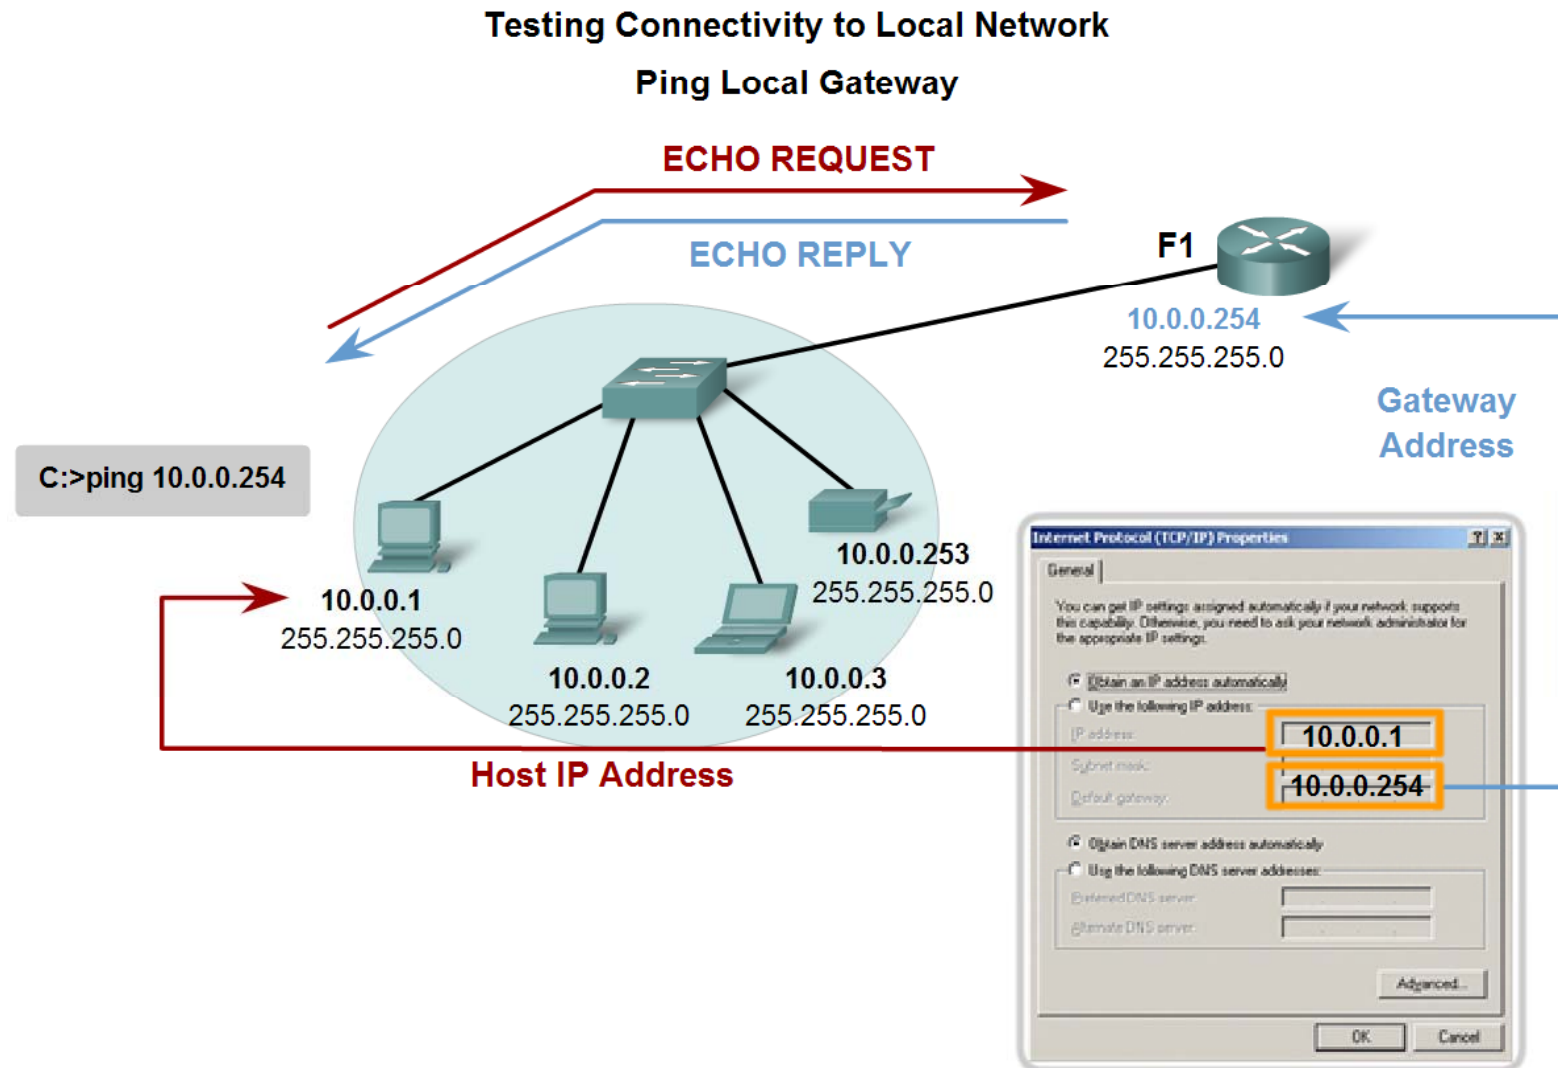 Testing Connectivity to Local Network
Ping Local Gateway
ECHO REQUEST
ECHO REPLY
F1
10.0.0.254
255.255.255.0
Gateway
Address
C:>ping 10.0.0.254
10.0.0.1
255.255.255.0
10.0.0.2
255.255.255.0
10.0.0.3
255.255.255.0
10.0.0.253
255.255.255.0
Host IP Address
Internet Protocol (TCP/IP) Properties
General
You can get IP settings assigned automatically if your network supports
this capability. Otherwise, you need to ask your network administrator for
the appropriate IP settings.
Obtain an IP address automatically
Use the following IP address:
IP address: 10.0.0.1
Subnet mask:
Default gateway: 10.0.0.254
Obtain DNS server address automatically
Use the following DNS server addresses:
Preferred DNS server:
Alternate DNS server:
Advanced...
OK Cancel